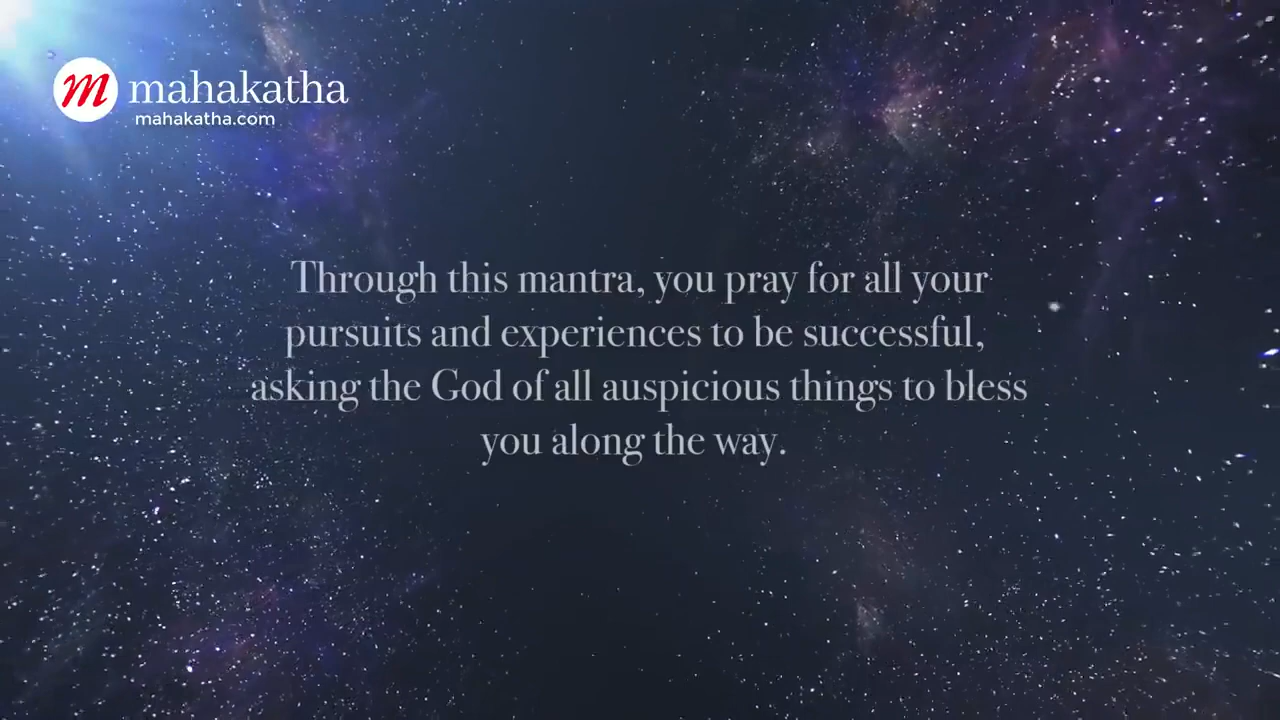 m mahakatha
mahakatha.com
Through this mantra, you pray for all your
pursuits and experiences to be successful,
asking the God of all auspicious things to bless
you along the way.